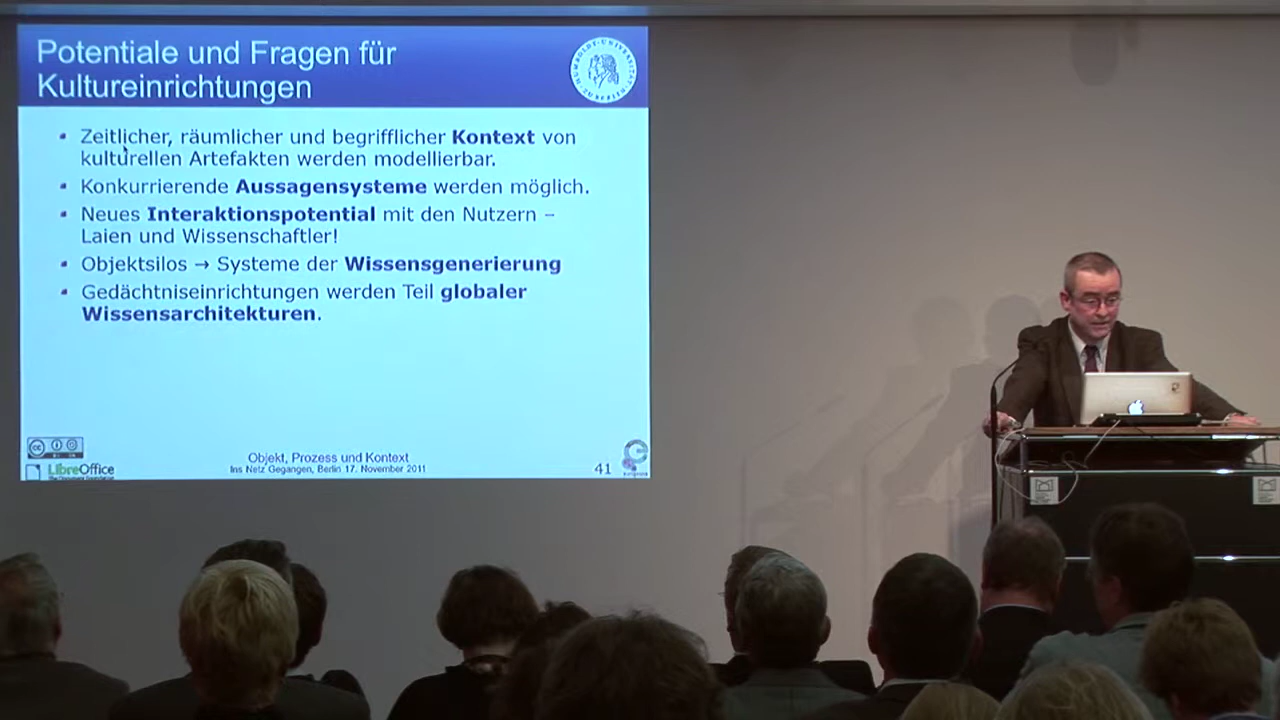 Potentiale und Fragen für
Kultureinrichtungen
Zeitlicher, räumlicher und begrifflicher Kontext von
kulturellen Artefakten werden modellierbar.
Konkurrierende Aussagensysteme werden möglich.
Neues Interaktionspotential mit den Nutzern –
Laien und Wissenschaftler!
Objektsilos → Systeme der Wissensgenerierung
Gedächtniseinrichtungen werden Teil globaler
Wissensarchitekturen.
Objekt, Prozess und Kontext
Ins Netz Gegangen, Berlin 17. November 2011
41
LibreOffice